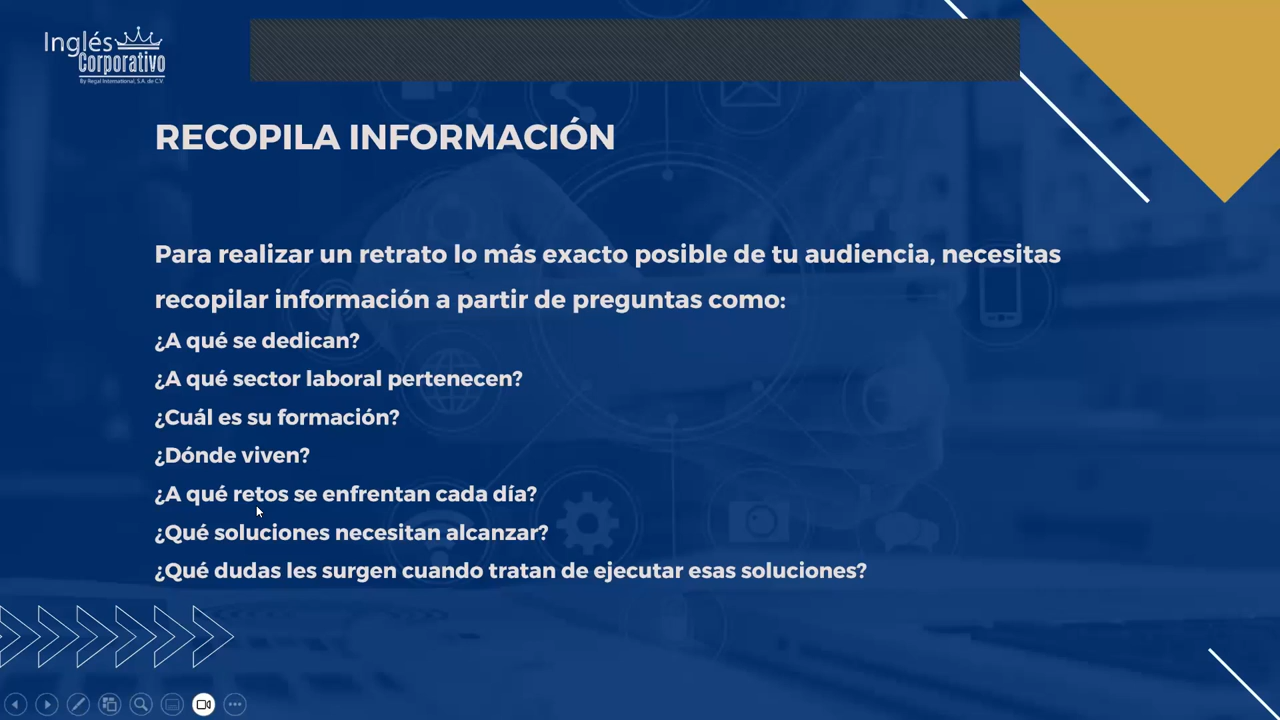 Inglés
Corporativo
By Regal International, S.A. de C.V.
RECOPILA INFORMACIÓN
Para realizar un retrato lo más exacto posible de tu audiencia, necesitas
recopilar información a partir de preguntas como:
¿A qué se dedican?
¿A qué sector laboral pertenecen?
¿Cuál es su formación?
¿Dónde viven?
¿A qué retos se enfrentan cada día?
¿Qué soluciones necesitan alcanzar?
¿Qué dudas les surgen cuando tratan de ejecutar esas soluciones?